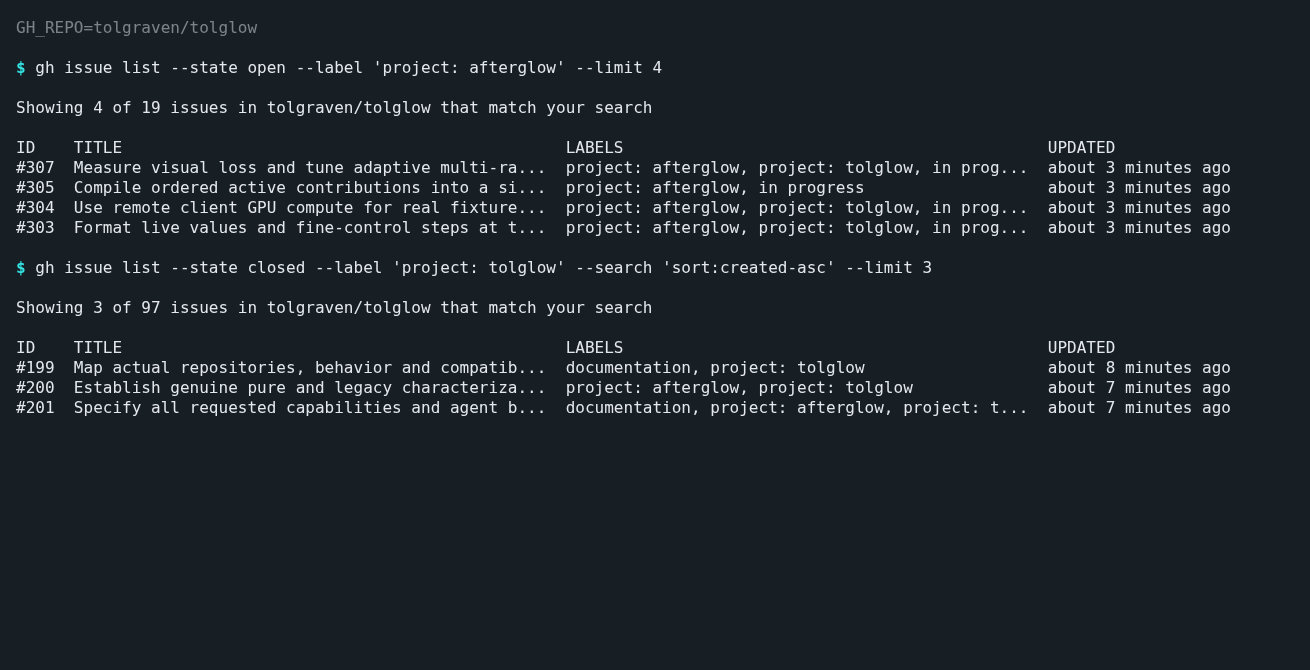 GH_REPO=tolgraven/tolglow
$ gh issue list --state open --label 'project: afterglow' --limit 4
Showing 4 of 19 issues in tolgraven/tolglow that match your search
ID    TITLE                                              LABELS                                            UPDATED
#307  Measure visual loss and tune adaptive multi-ra...  project: afterglow, project: tolglow, in prog...  about 3 minutes ago
#305  Compile ordered active contributions into a si...  project: afterglow, in progress                   about 3 minutes ago
#304  Use remote client GPU compute for real fixture...  project: afterglow, project: tolglow, in prog...  about 3 minutes ago
#303  Format live values and fine-control steps at t...  project: afterglow, project: tolglow, in prog...  about 3 minutes ago
$ gh issue list --state closed --label 'project: tolglow' --search 'sort:created-asc' --limit 3
Showing 3 of 97 issues in tolgraven/tolglow that match your search
ID    TITLE                                              LABELS                                            UPDATED
#199  Map actual repositories, behavior and compatib...  documentation, project: tolglow                   about 8 minutes ago
#200  Establish genuine pure and legacy characteriza...  project: afterglow, project: tolglow              about 7 minutes ago
#201  Specify all requested capabilities and agent b...  documentation, project: afterglow, project: t...  about 7 minutes ago